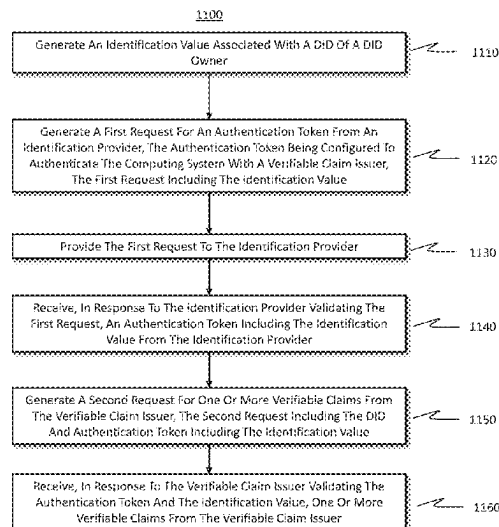 1100
Generate An Identification Value Associated With A DID Of A DID
Owner
1110
Generate A First Request For An Authentication Token From An
Identification Provider, The Authentication Token Being Configured To
Authenticate The Computing System With A Verifiable Claim Issuer,
The First Request Including The Identification Value
1120
Provide The First Request To The Identification Provider
1130
Receive, In Response To The Identification Provider Validating The
First Request, An Authentication Token Including The Identification
Value From The Identification Provider
1140
Generate A Second Request For One Or More Verifiable Claims From
The Verifiable Claim Issuer, The Second Request Including The DID
And Authentication Token Including The Identification Value
1150
Receive, In Response To The Verifiable Claim Issuer Validating The
Authentication Token And The Identification Value, One Or More
Verifiable Claims From The Verifiable Claim Issuer
1160